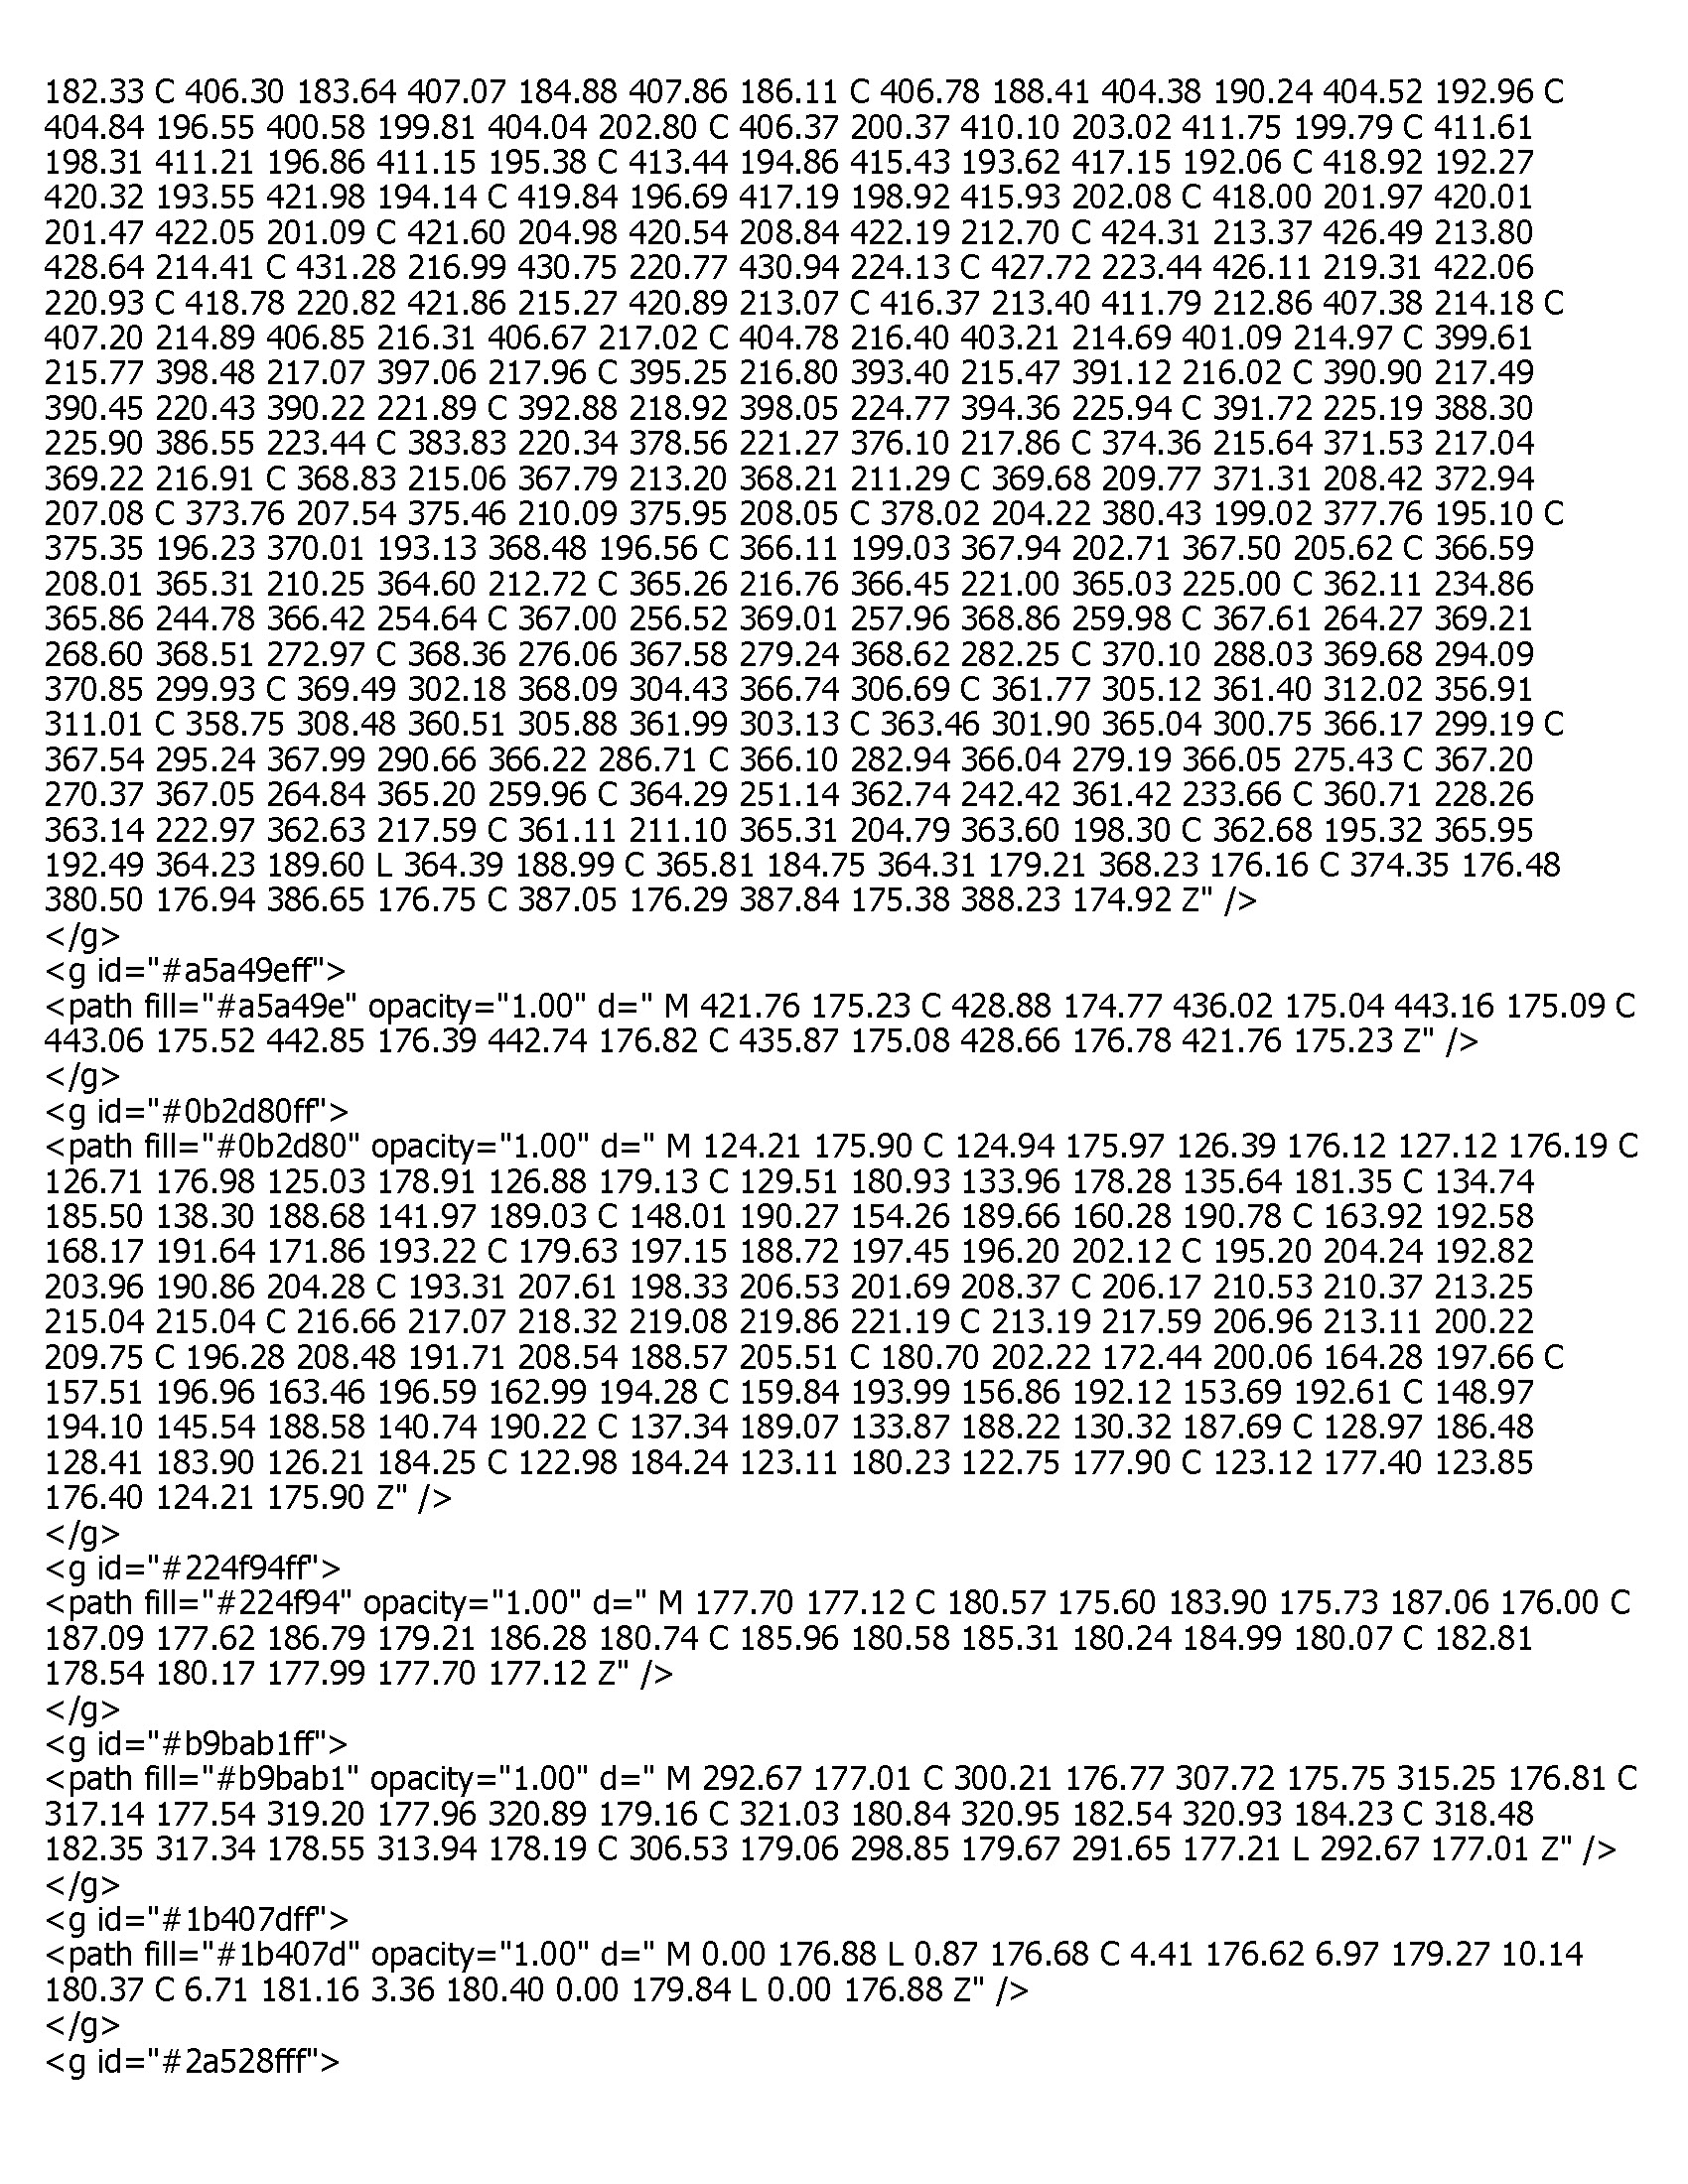 182.33 C 406.30 183.64 407.07 184.88 407.86 186.11 C 406.78 188.41 404.38 190.24 404.52 192.96 C
404.84 196.55 400.58 199.81 404.04 202.80 C 406.37 200.37 410.10 203.02 411.75 199.79 C 411.61
198.31 411.21 196.86 411.15 195.38 C 413.44 194.86 415.43 193.62 417.15 192.06 C 418.92 192.27
420.32 193.55 421.98 194.14 C 419.84 196.69 417.19 198.92 415.93 202.08 C 418.00 201.97 420.01
201.47 422.05 201.09 C 421.60 204.98 420.54 208.84 422.19 212.70 C 424.31 213.37 426.49 213.80
428.64 214.41 C 431.28 216.99 430.75 220.77 430.94 224.13 C 427.72 223.44 426.11 219.31 422.06
220.93 C 418.78 220.82 421.86 215.27 420.89 213.07 C 416.37 213.40 411.79 212.86 407.38 214.18 C
407.20 214.89 406.85 216.31 406.67 217.02 C 404.78 216.40 403.21 214.69 401.09 214.97 C 399.61
215.77 398.48 217.07 397.06 217.96 C 395.25 216.80 393.40 215.47 391.12 216.02 C 390.90 217.49
390.45 220.43 390.22 221.89 C 392.88 218.92 398.05 224.77 394.36 225.94 C 391.72 225.19 388.30
225.90 386.55 223.44 C 383.83 220.34 378.56 221.27 376.10 217.86 C 374.36 215.64 371.53 217.04
369.22 216.91 C 368.83 215.06 367.79 213.20 368.21 211.29 C 369.68 209.77 371.31 208.42 372.94
207.08 C 373.76 207.54 375.46 210.09 375.95 208.05 C 378.02 204.22 380.43 199.02 377.76 195.10 C
375.35 196.23 370.01 193.13 368.48 196.56 C 366.11 199.03 367.94 202.71 367.50 205.62 C 366.59
208.01 365.31 210.25 364.60 212.72 C 365.26 216.76 366.45 221.00 365.03 225.00 C 362.11 234.86
365.86 244.78 366.42 254.64 C 367.00 256.52 369.01 257.96 368.86 259.98 C 367.61 264.27 369.21
268.60 368.51 272.97 C 368.36 276.06 367.58 279.24 368.62 282.25 C 370.10 288.03 369.68 294.09
370.85 299.93 C 369.49 302.18 368.09 304.43 366.74 306.69 C 361.77 305.12 361.40 312.02 356.91
311.01 C 358.75 308.48 360.51 305.88 361.99 303.13 C 363.46 301.90 365.04 300.75 366.17 299.19 C
367.54 295.24 367.99 290.66 366.22 286.71 C 366.10 282.94 366.04 279.19 366.05 275.43 C 367.20
270.37 367.05 264.84 365.20 259.96 C 364.29 251.14 362.74 242.42 361.42 233.66 C 360.71 228.26
363.14 222.97 362.63 217.59 C 361.11 211.10 365.31 204.79 363.60 198.30 C 362.68 195.32 365.95
192.49 364.23 189.60 L 364.39 188.99 C 365.81 184.75 364.31 179.21 368.23 176.16 C 374.35 176.48
380.50 176.94 386.65 176.75 C 387.05 176.29 387.84 175.38 388.23 174.92 Z" />
</g>
<g id="#a5a49eff">
<path fill="#a5a49e" opacity="1.00" d=" M 421.76 175.23 C 428.88 174.77 436.02 175.04 443.16 175.09 C
443.06 175.52 442.85 176.39 442.74 176.82 C 435.87 175.08 428.66 176.78 421.76 175.23 Z" />
</g>
<g id="#0b2d80ff">
<path fill="#0b2d80" opacity="1.00" d=" M 124.21 175.90 C 124.94 175.97 126.39 176.12 127.12 176.19 C
126.71 176.98 125.03 178.91 126.88 179.13 C 129.51 180.93 133.96 178.28 135.64 181.35 C 134.74
185.50 138.30 188.68 141.97 189.03 C 148.01 190.27 154.26 189.66 160.28 190.78 C 163.92 192.58
168.17 191.64 171.86 193.22 C 179.63 197.15 188.72 197.45 196.20 202.12 C 195.20 204.24 192.82
203.96 190.86 204.28 C 193.31 207.61 198.33 206.53 201.69 208.37 C 206.17 210.53 210.37 213.25
215.04 215.04 C 216.66 217.07 218.32 219.08 219.86 221.19 C 213.19 217.59 206.96 213.11 200.22
209.75 C 196.28 208.48 191.71 208.54 188.57 205.51 C 180.70 202.22 172.44 200.06 164.28 197.66 C
157.51 196.96 163.46 196.59 162.99 194.28 C 159.84 193.99 156.86 192.12 153.69 192.61 C 148.97
194.10 145.54 188.58 140.74 190.22 C 137.34 189.07 133.87 188.22 130.32 187.69 C 128.97 186.48
128.41 183.90 126.21 184.25 C 122.98 184.24 123.11 180.23 122.75 177.90 C 123.12 177.40 123.85
176.40 124.21 175.90 Z" />
</g>
<g id="#224f94ff">
<path fill="#224f94" opacity="1.00" d=" M 177.70 177.12 C 180.57 175.60 183.90 175.73 187.06 176.00 C
187.09 177.62 186.79 179.21 186.28 180.74 C 185.96 180.58 185.31 180.24 184.99 180.07 C 182.81
178.54 180.17 177.99 177.70 177.12 Z" />
</g>
<g id="#b9bab1ff">
<path fill="#b9bab1" opacity="1.00" d=" M 292.67 177.01 C 300.21 176.77 307.72 175.75 315.25 176.81 C
317.14 177.54 319.20 177.96 320.89 179.16 C 321.03 180.84 320.95 182.54 320.93 184.23 C 318.48
182.35 317.34 178.55 313.94 178.19 C 306.53 179.06 298.85 179.67 291.65 177.21 L 292.67 177.01 Z" />
</g>
<g id="#1b407dff">
<path fill="#1b407d" opacity="1.00" d=" M 0.00 176.88 L 0.87 176.68 C 4.41 176.62 6.97 179.27 10.14
180.37 C 6.71 181.16 3.36 180.40 0.00 179.84 L 0.00 176.88 Z" />
</g>
<g id="#2a528fff">